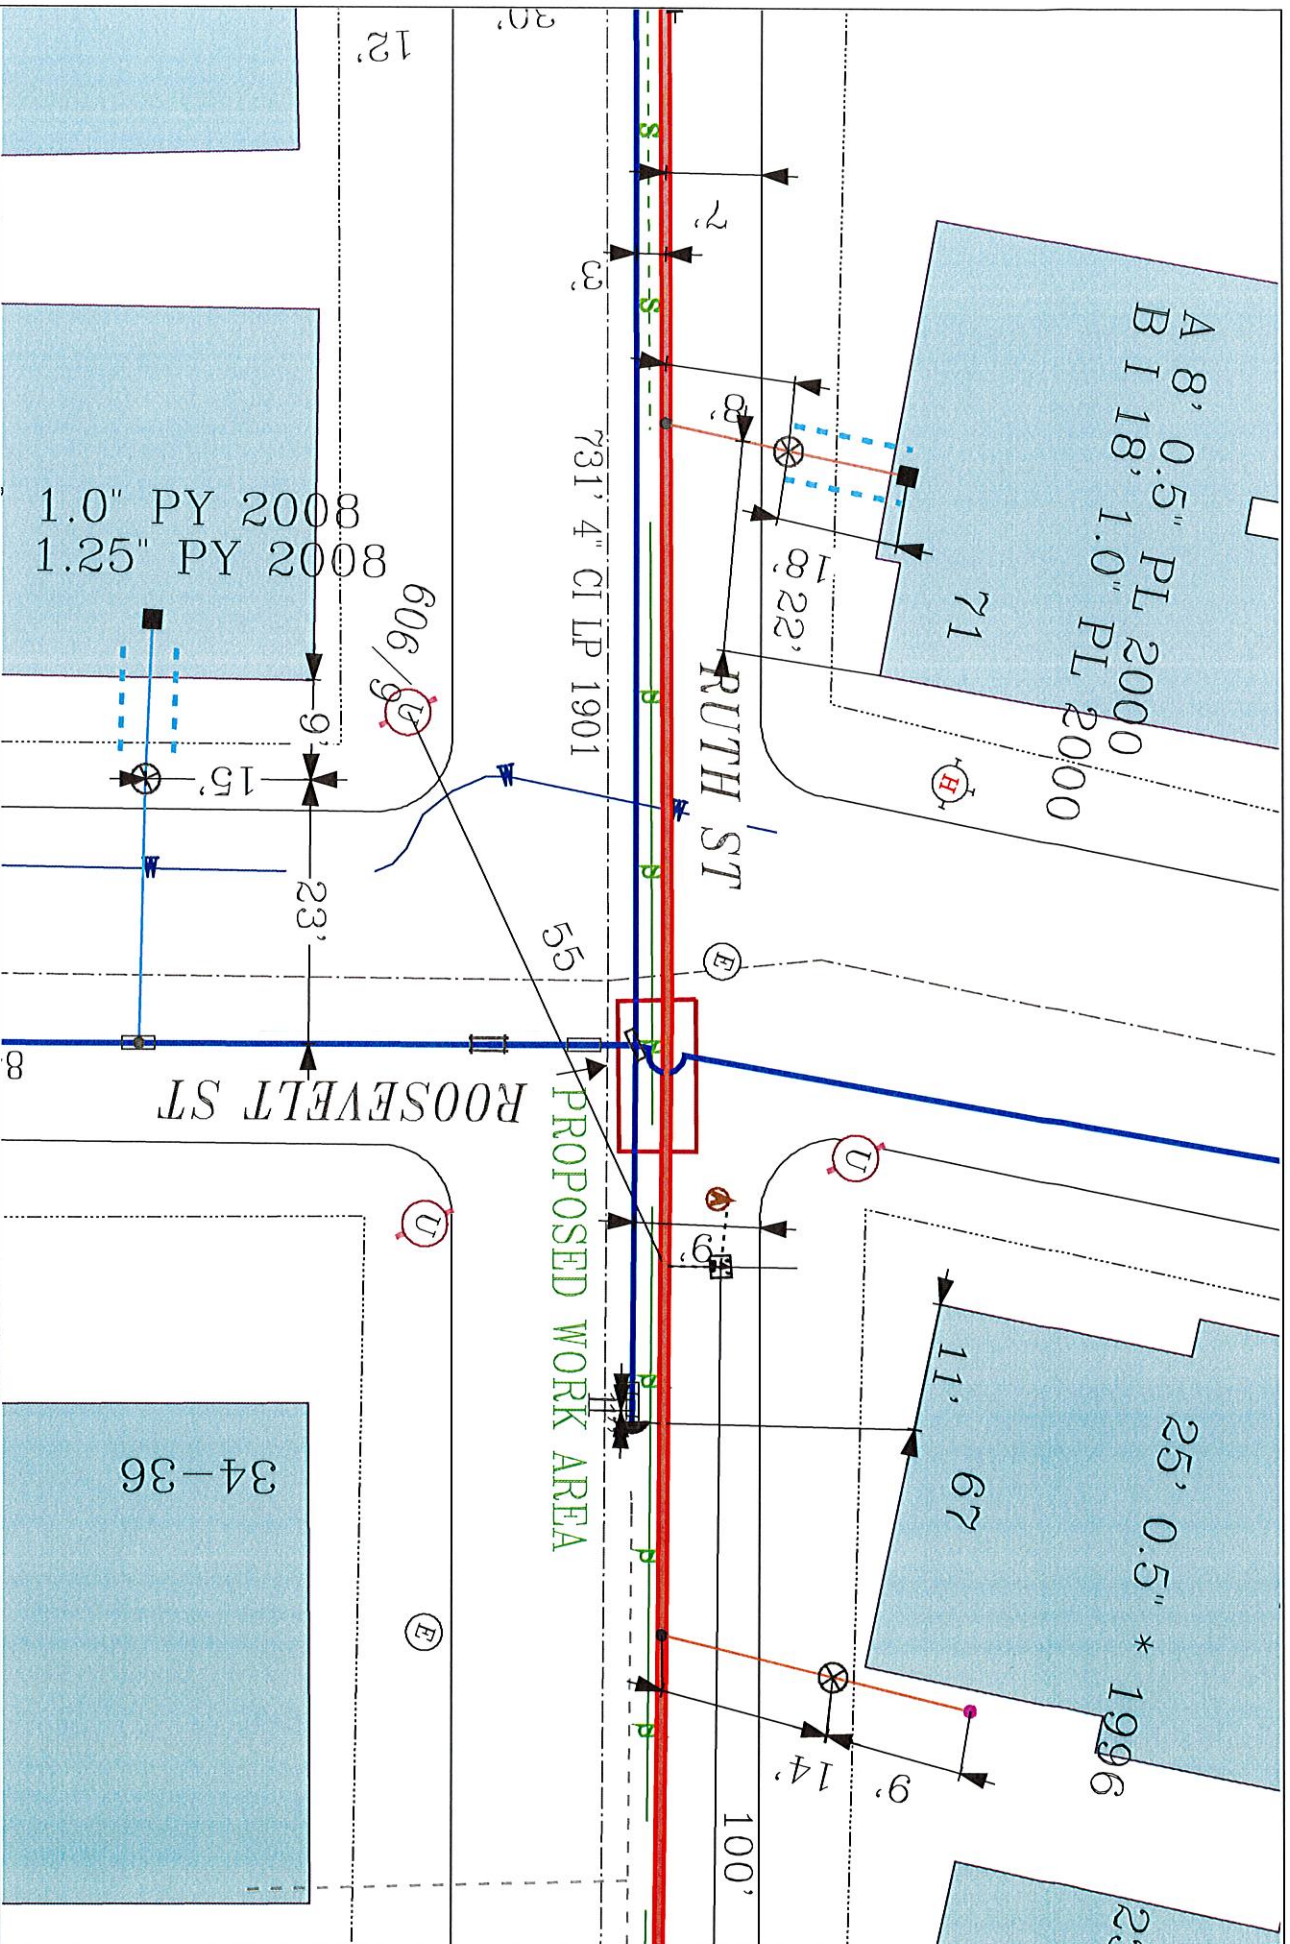 30'
12'
S
7'
3'
S
A 8' 0.5" PL 2000
B I 18' 1.0" PL 2000
8'
731' 4" CI LP 1901
1.0" PY 2008
1.25" PY 2008
18'
22'
71
606/9
U
RUTH ST
9'
15'
H
W
W
W
23'
55
E
ROOSEVELT ST
8
PROPOSED WORK AREA
U
U
A
9'
11'
67
25' 0.5" * 1996
34-36
E
14'
9'
100'